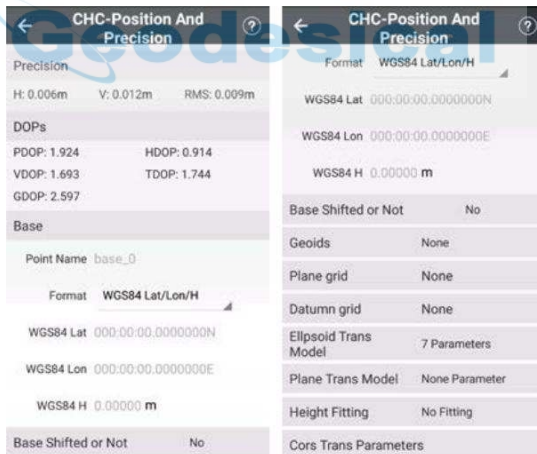 CHC-Position And
Precision
Geodesical
Precision
H: 0.006m V: 0.012m RMS: 0.009m
DOPs
PDOP: 1.924 HDOP: 0.914
VDOP: 1.693 TDOP: 1.744
GDOP: 2.597
Base
Point Name base_0
Format WGS84 Lat/Lon/H
WGS84 Lat 000:00:00.0000000N
WGS84 Lon 000:00:00.0000000E
WGS84 H 0.00000 m
Base Shifted or Not No
CHC-Position And
Precision
Format WGS84 Lat/Lon/H
WGS84 Lat 000:00:00.0000000N
WGS84 Lon 000:00:00.0000000E
WGS84 H 0.00000 m
Base Shifted or Not No
Geoids None
Plane grid None
Datumn grid None
Ellpsoid Trans
Model 7 Parameters
Plane Trans Model None Parameter
Height Fitting No Fitting
Cors Trans Parameters